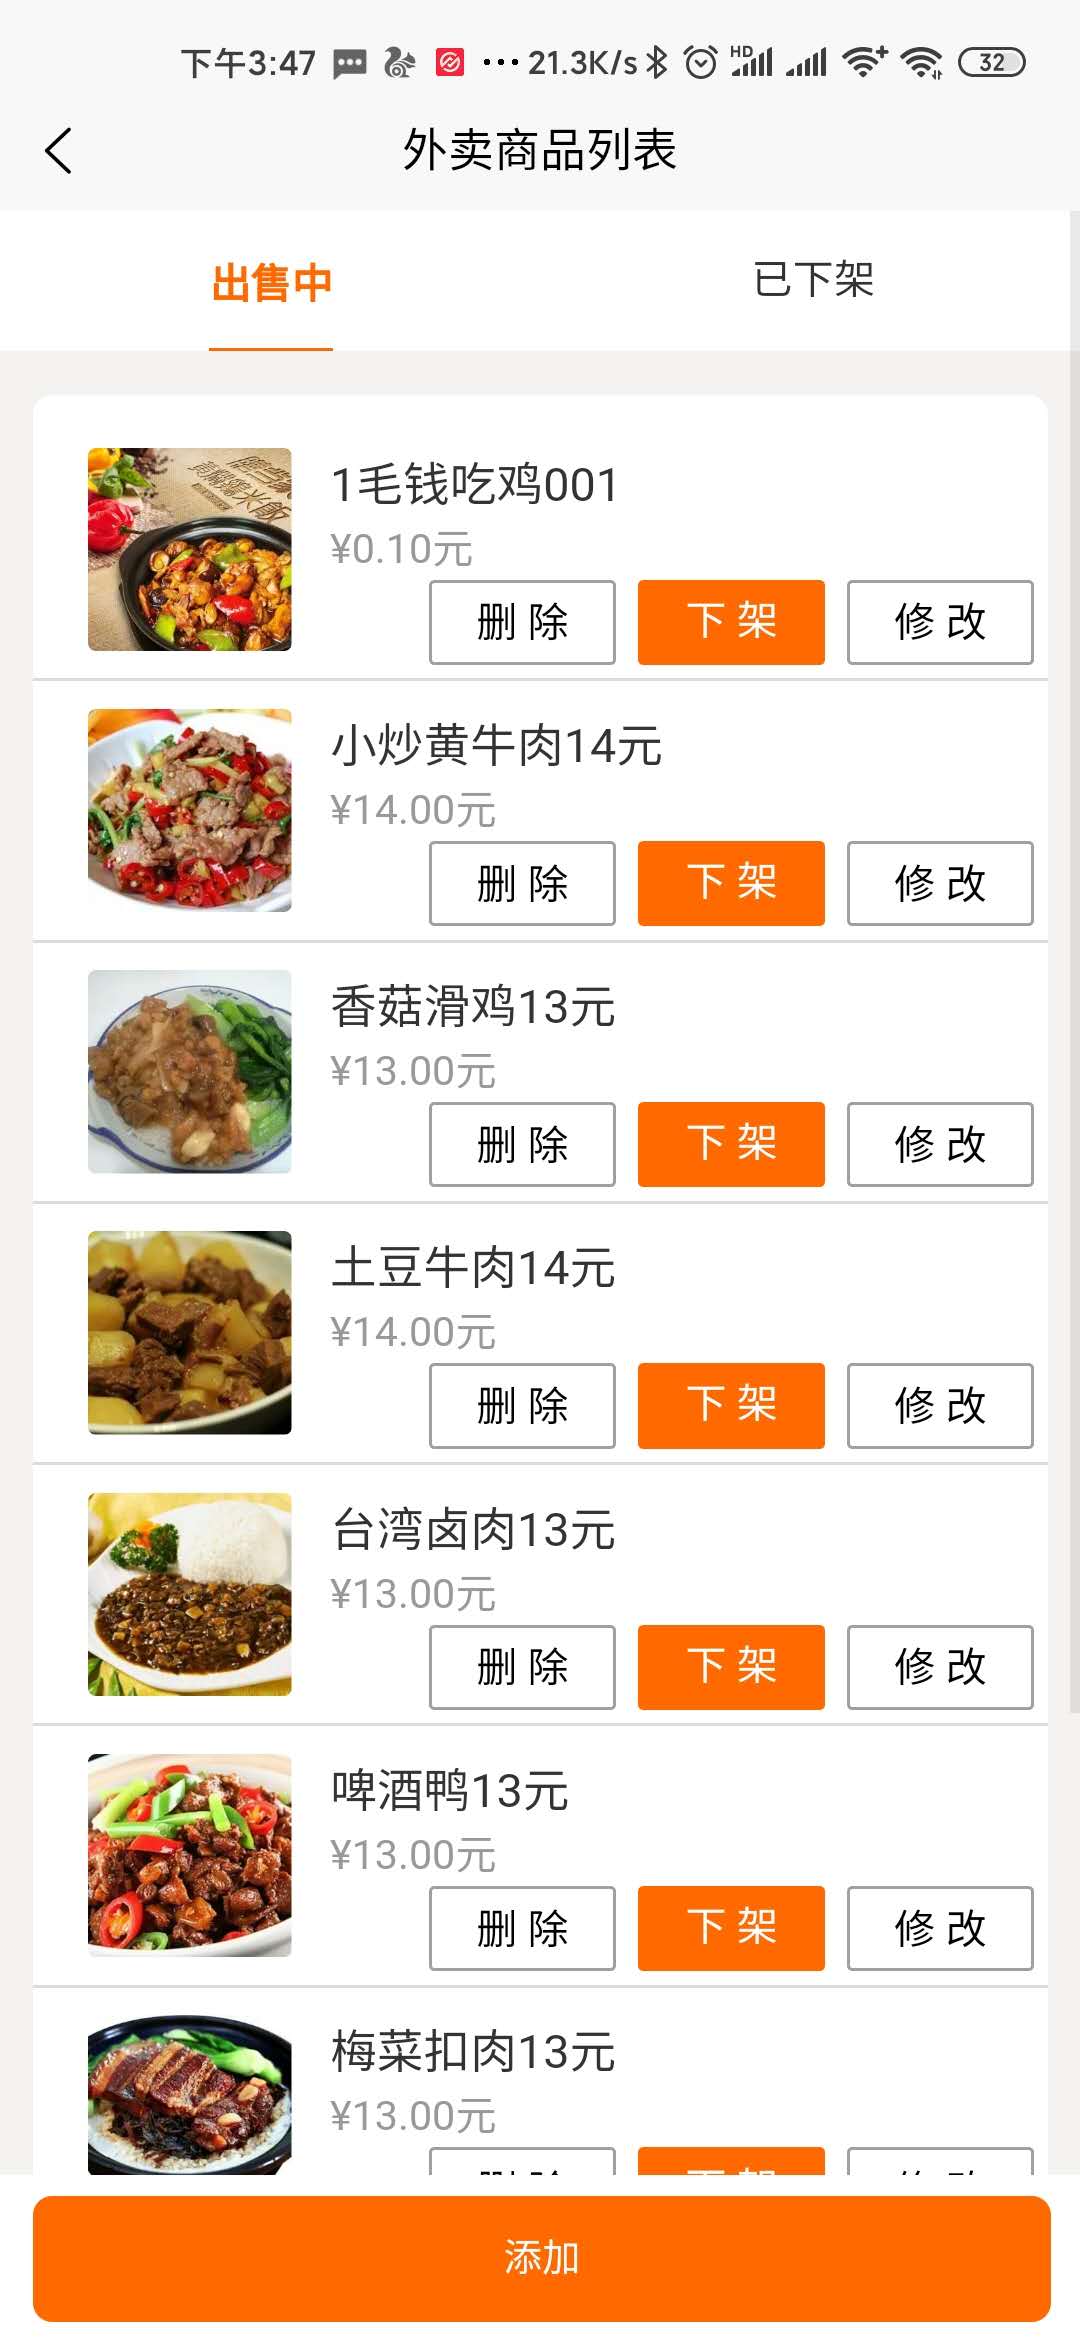 下午3:47 ··· 21.3K/s HD 32
外卖商品列表
出售中 已下架
1毛钱吃鸡001
¥0.10元
删 除 下 架 修 改
小炒黄牛肉14元
¥14.00元
删 除 下 架 修 改
香菇滑鸡13元
¥13.00元
删 除 下 架 修 改
土豆牛肉14元
¥14.00元
删 除 下 架 修 改
台湾卤肉13元
¥13.00元
删 除 下 架 修 改
啤酒鸭13元
¥13.00元
删 除 下 架 修 改
梅菜扣肉13元
¥13.00元
添加